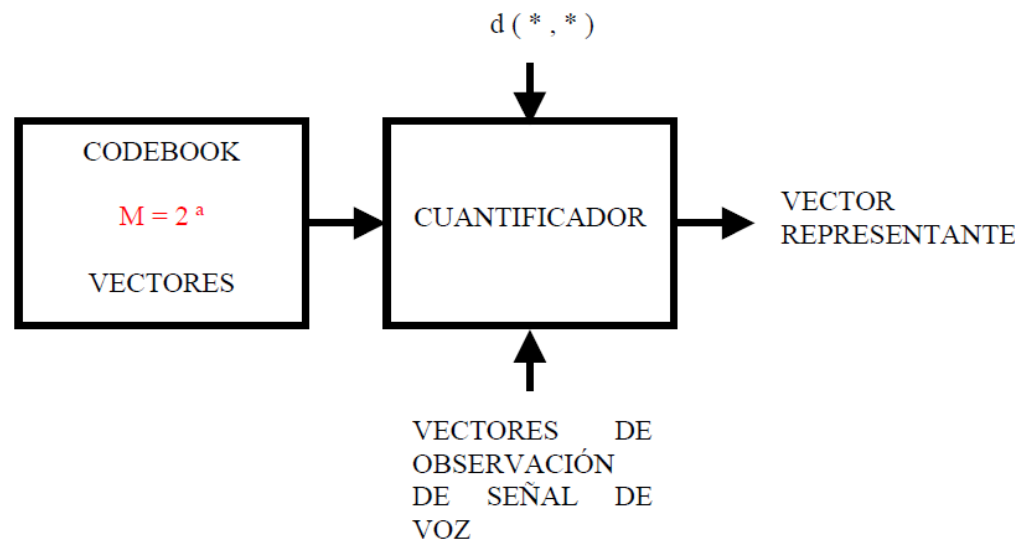 d ( * , * )
CODEBOOK
M = 2 ª
VECTORES
CUANTIFICADOR
VECTOR
REPRESENTANTE
VECTORES DE
OBSERVACIÓN
DE SEÑAL DE
VOZ